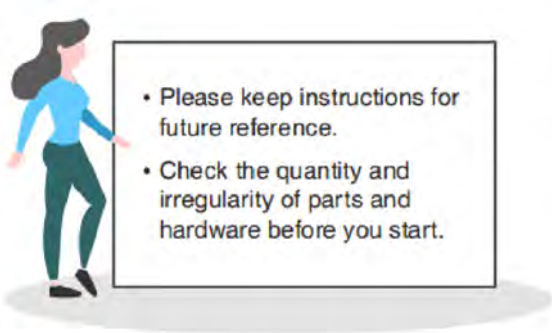 • Please keep instructions for
future reference.
• Check the quantity and
irregularity of parts and
hardware before you start.